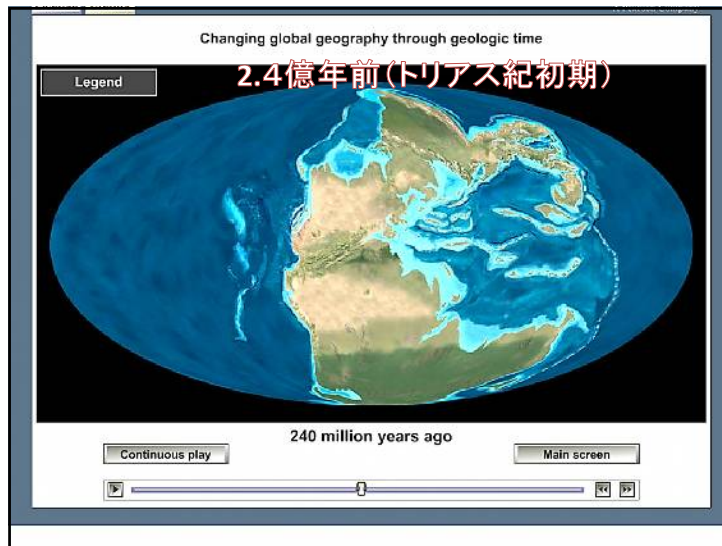 Changing global geography through geologic time
2.4億年前(トリアス紀初期)
Legend
240 million years ago
Continuous play
Main screen